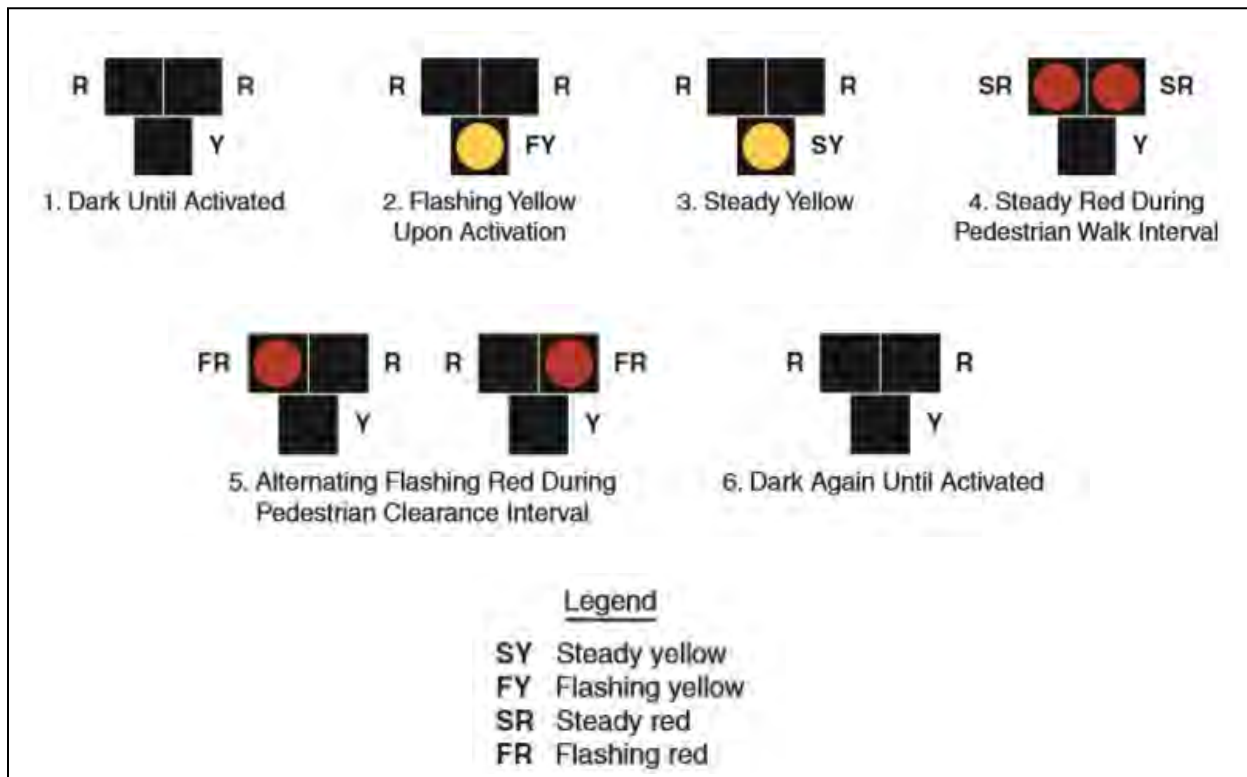 R R R R R R SR SR
Y FY SY Y
1. Dark Until Activated 2. Flashing Yellow 3. Steady Yellow 4. Steady Red During
Upon Activation Pedestrian Walk Interval
FR R R FR R R
Y Y Y
5. Alternating Flashing Red During 6. Dark Again Until Activated
Pedestrian Clearance Interval
Legend
SY Steady yellow
FY Flashing yellow
SR Steady red
FR Flashing red